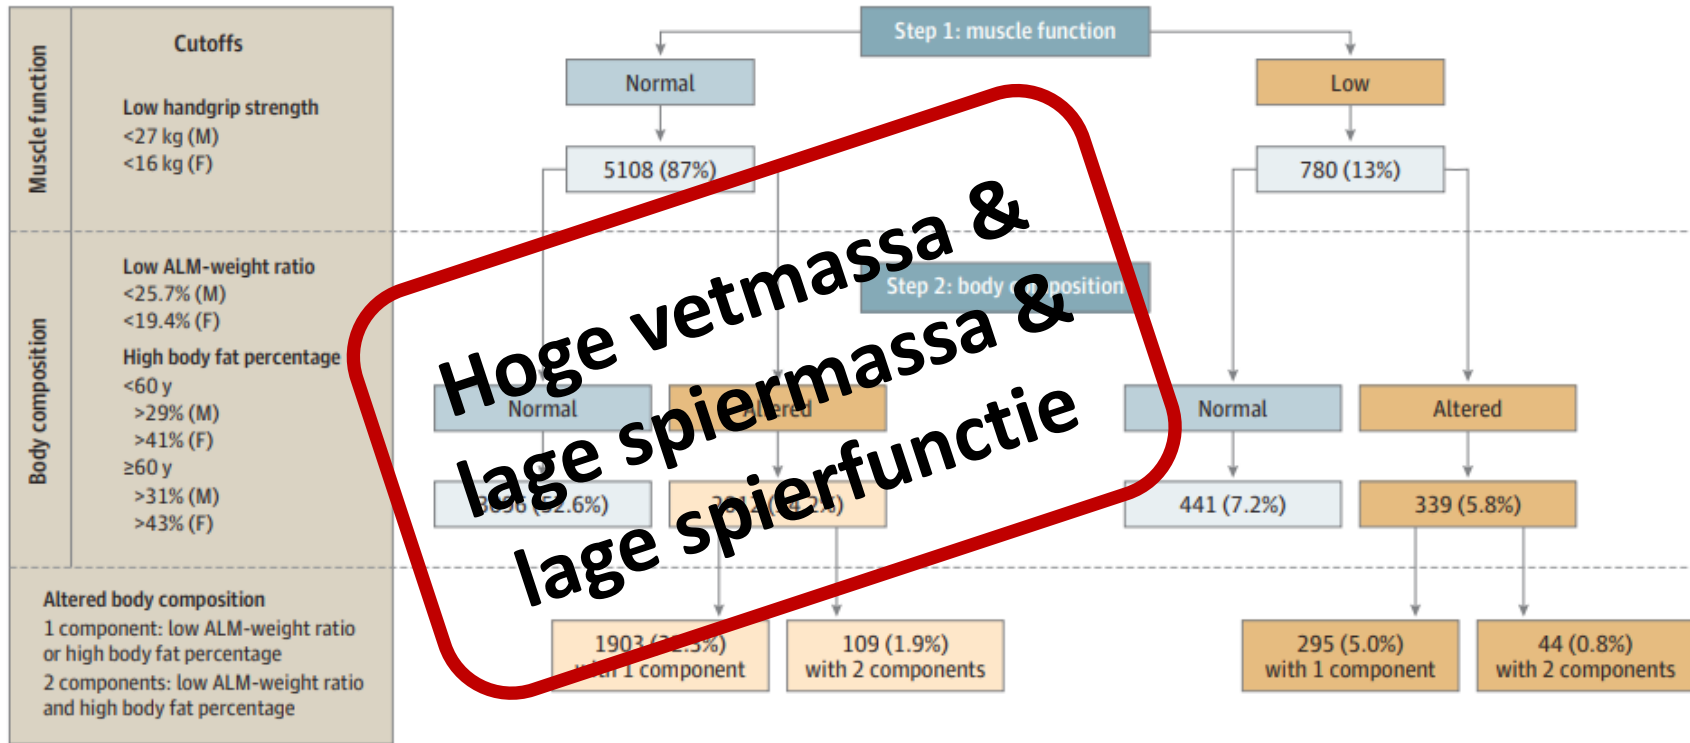 Muscle function
Cutoffs
Low handgrip strength
<27 kg (M)
<16 kg (F)
Body composition
Low ALM-weight ratio
<25.7% (M)
<19.4% (F)
High body fat percentage
<60 y
>29% (M)
>41% (F)
≥60 y
>31% (M)
>43% (F)
Altered body composition
1 component: low ALM-weight ratio
or high body fat percentage
2 components: low ALM-weight ratio
and high body fat percentage
Step 1: muscle function
Normal
Low
5108 (87%)
780 (13%)
Step 2: body composition
Normal
Altered
Normal
Altered
441 (7.2%)
339 (5.8%)
with 1 component
109 (1.9%)
with 2 components
295 (5.0%)
with 1 component
44 (0.8%)
with 2 components
Hoge vetmassa &
lage spiermassa &
lage spierfunctie